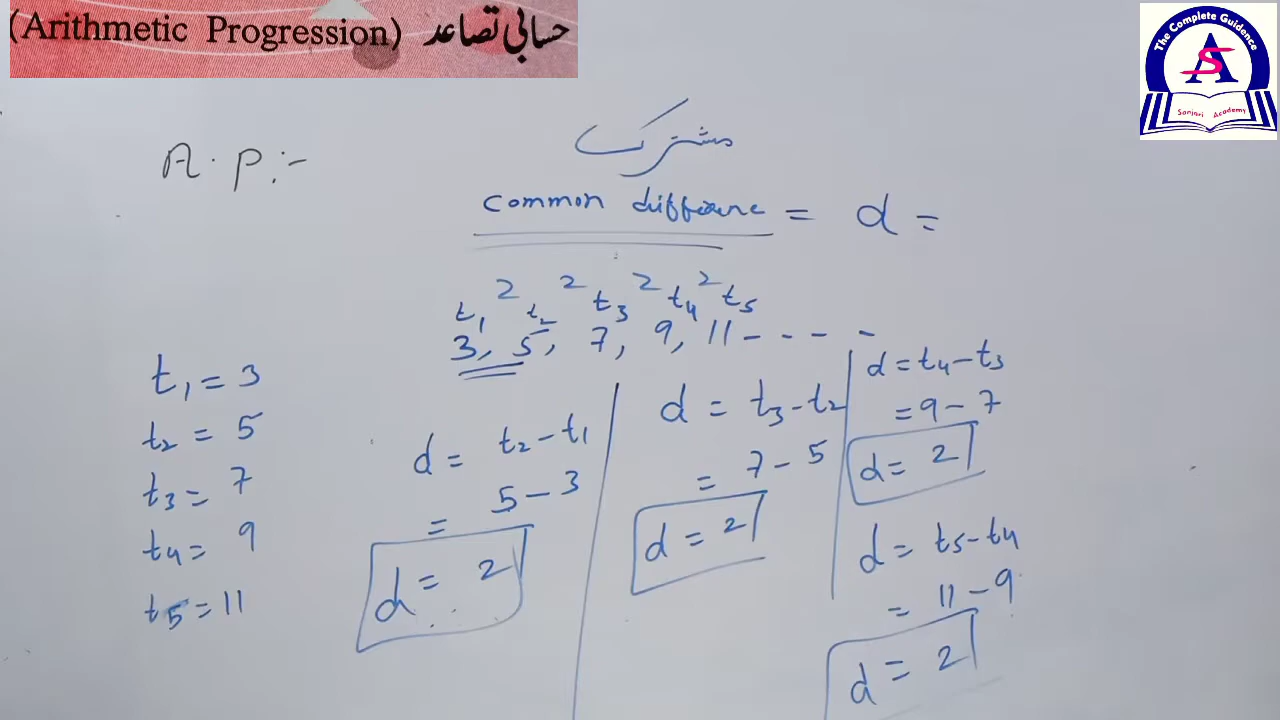 (Arithmetic Progression) حسابی تصاعد
The Complete Guidence
AS
Sanjari Academy
A.P:-
مشترک
common difference = d =
2 2 2 2
t1 t2 t3 t4 t5
3, 5, 7, 9, 11 - - - -
t1 = 3
t2 = 5
t3 = 7
t4 = 9
t5 = 11
d = t2 - t1
= 5 - 3
d = 2
d = t3 - t2
= 7 - 5
d = 2
d = t4 - t3
= 9 - 7
d = 2
d = t5 - t4
= 11 - 9
d = 2